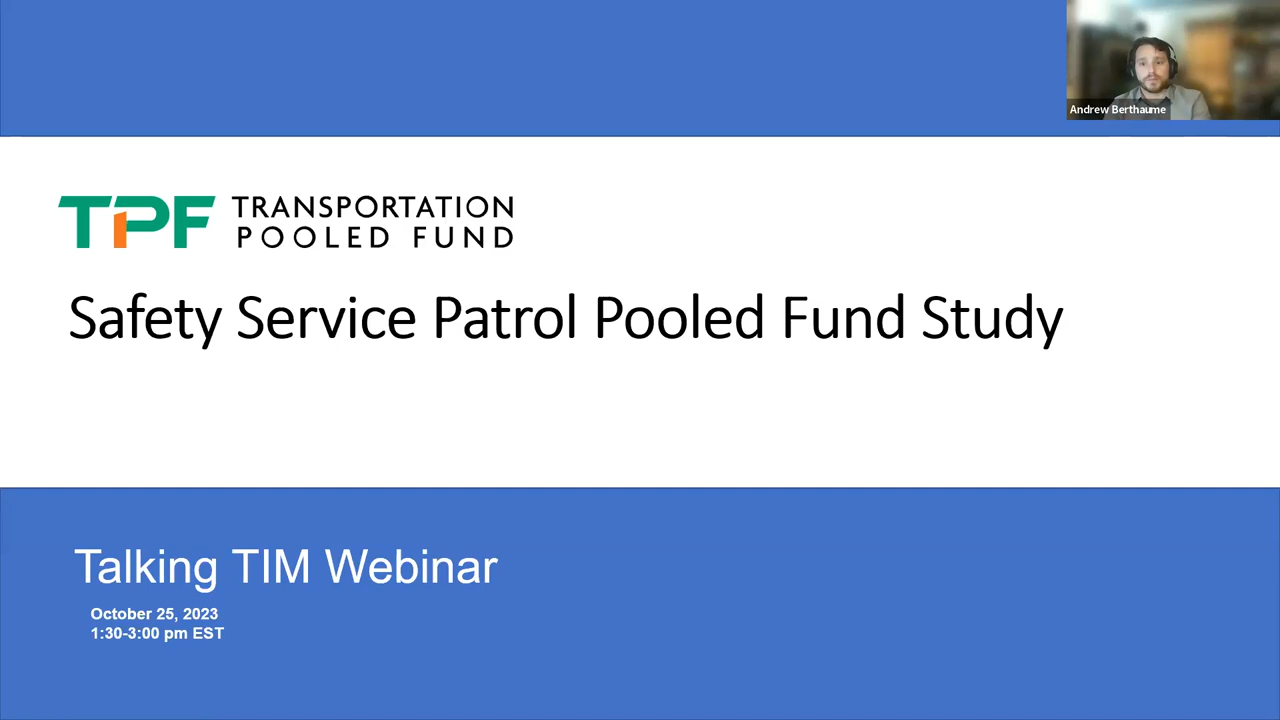 Andrew Berthaume
TPF TRANSPORTATION
POOLED FUND
Safety Service Patrol Pooled Fund Study
Talking TIM Webinar
October 25, 2023
1:30-3:00 pm EST